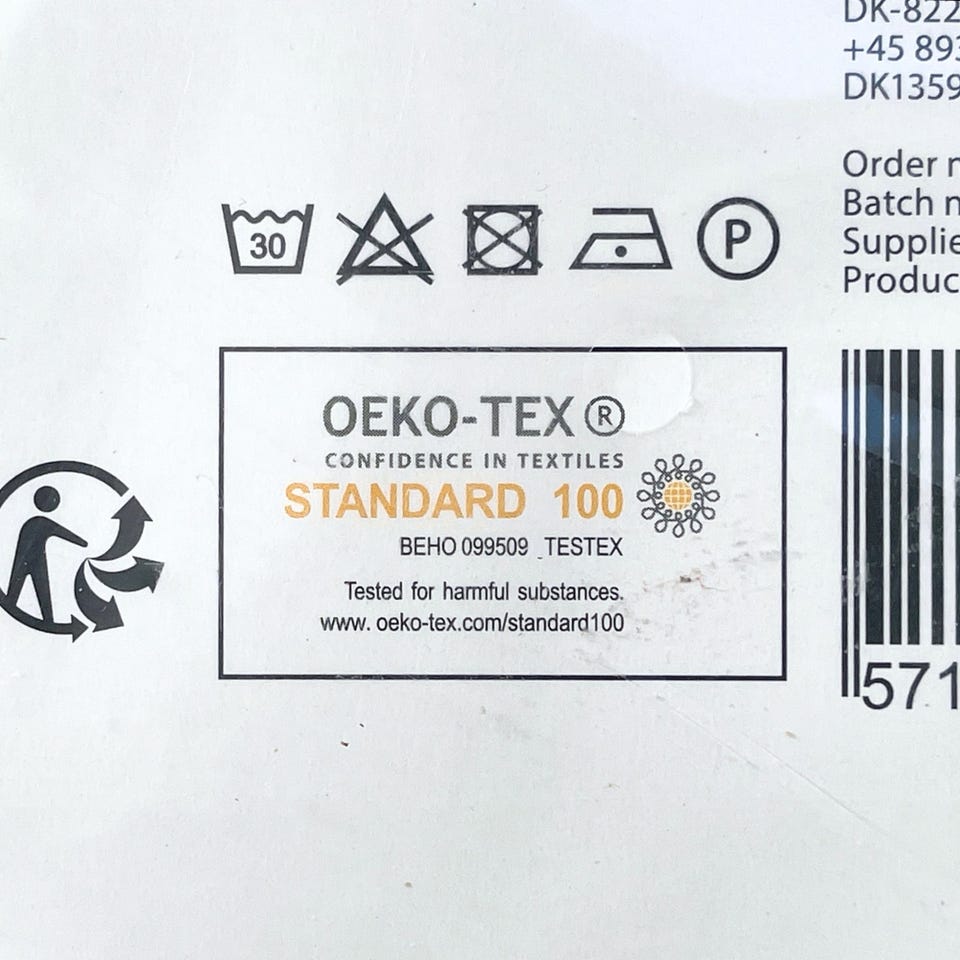 DK-822
+45 893
DK1359
Order n
Batch n
Supplie
Produc
30
P
OEKO-TEX®
CONFIDENCE IN TEXTILES
STANDARD 100
BEHO 099509 TESTEX
Tested for harmful substances.
www. oeko-tex.com/standard100
571